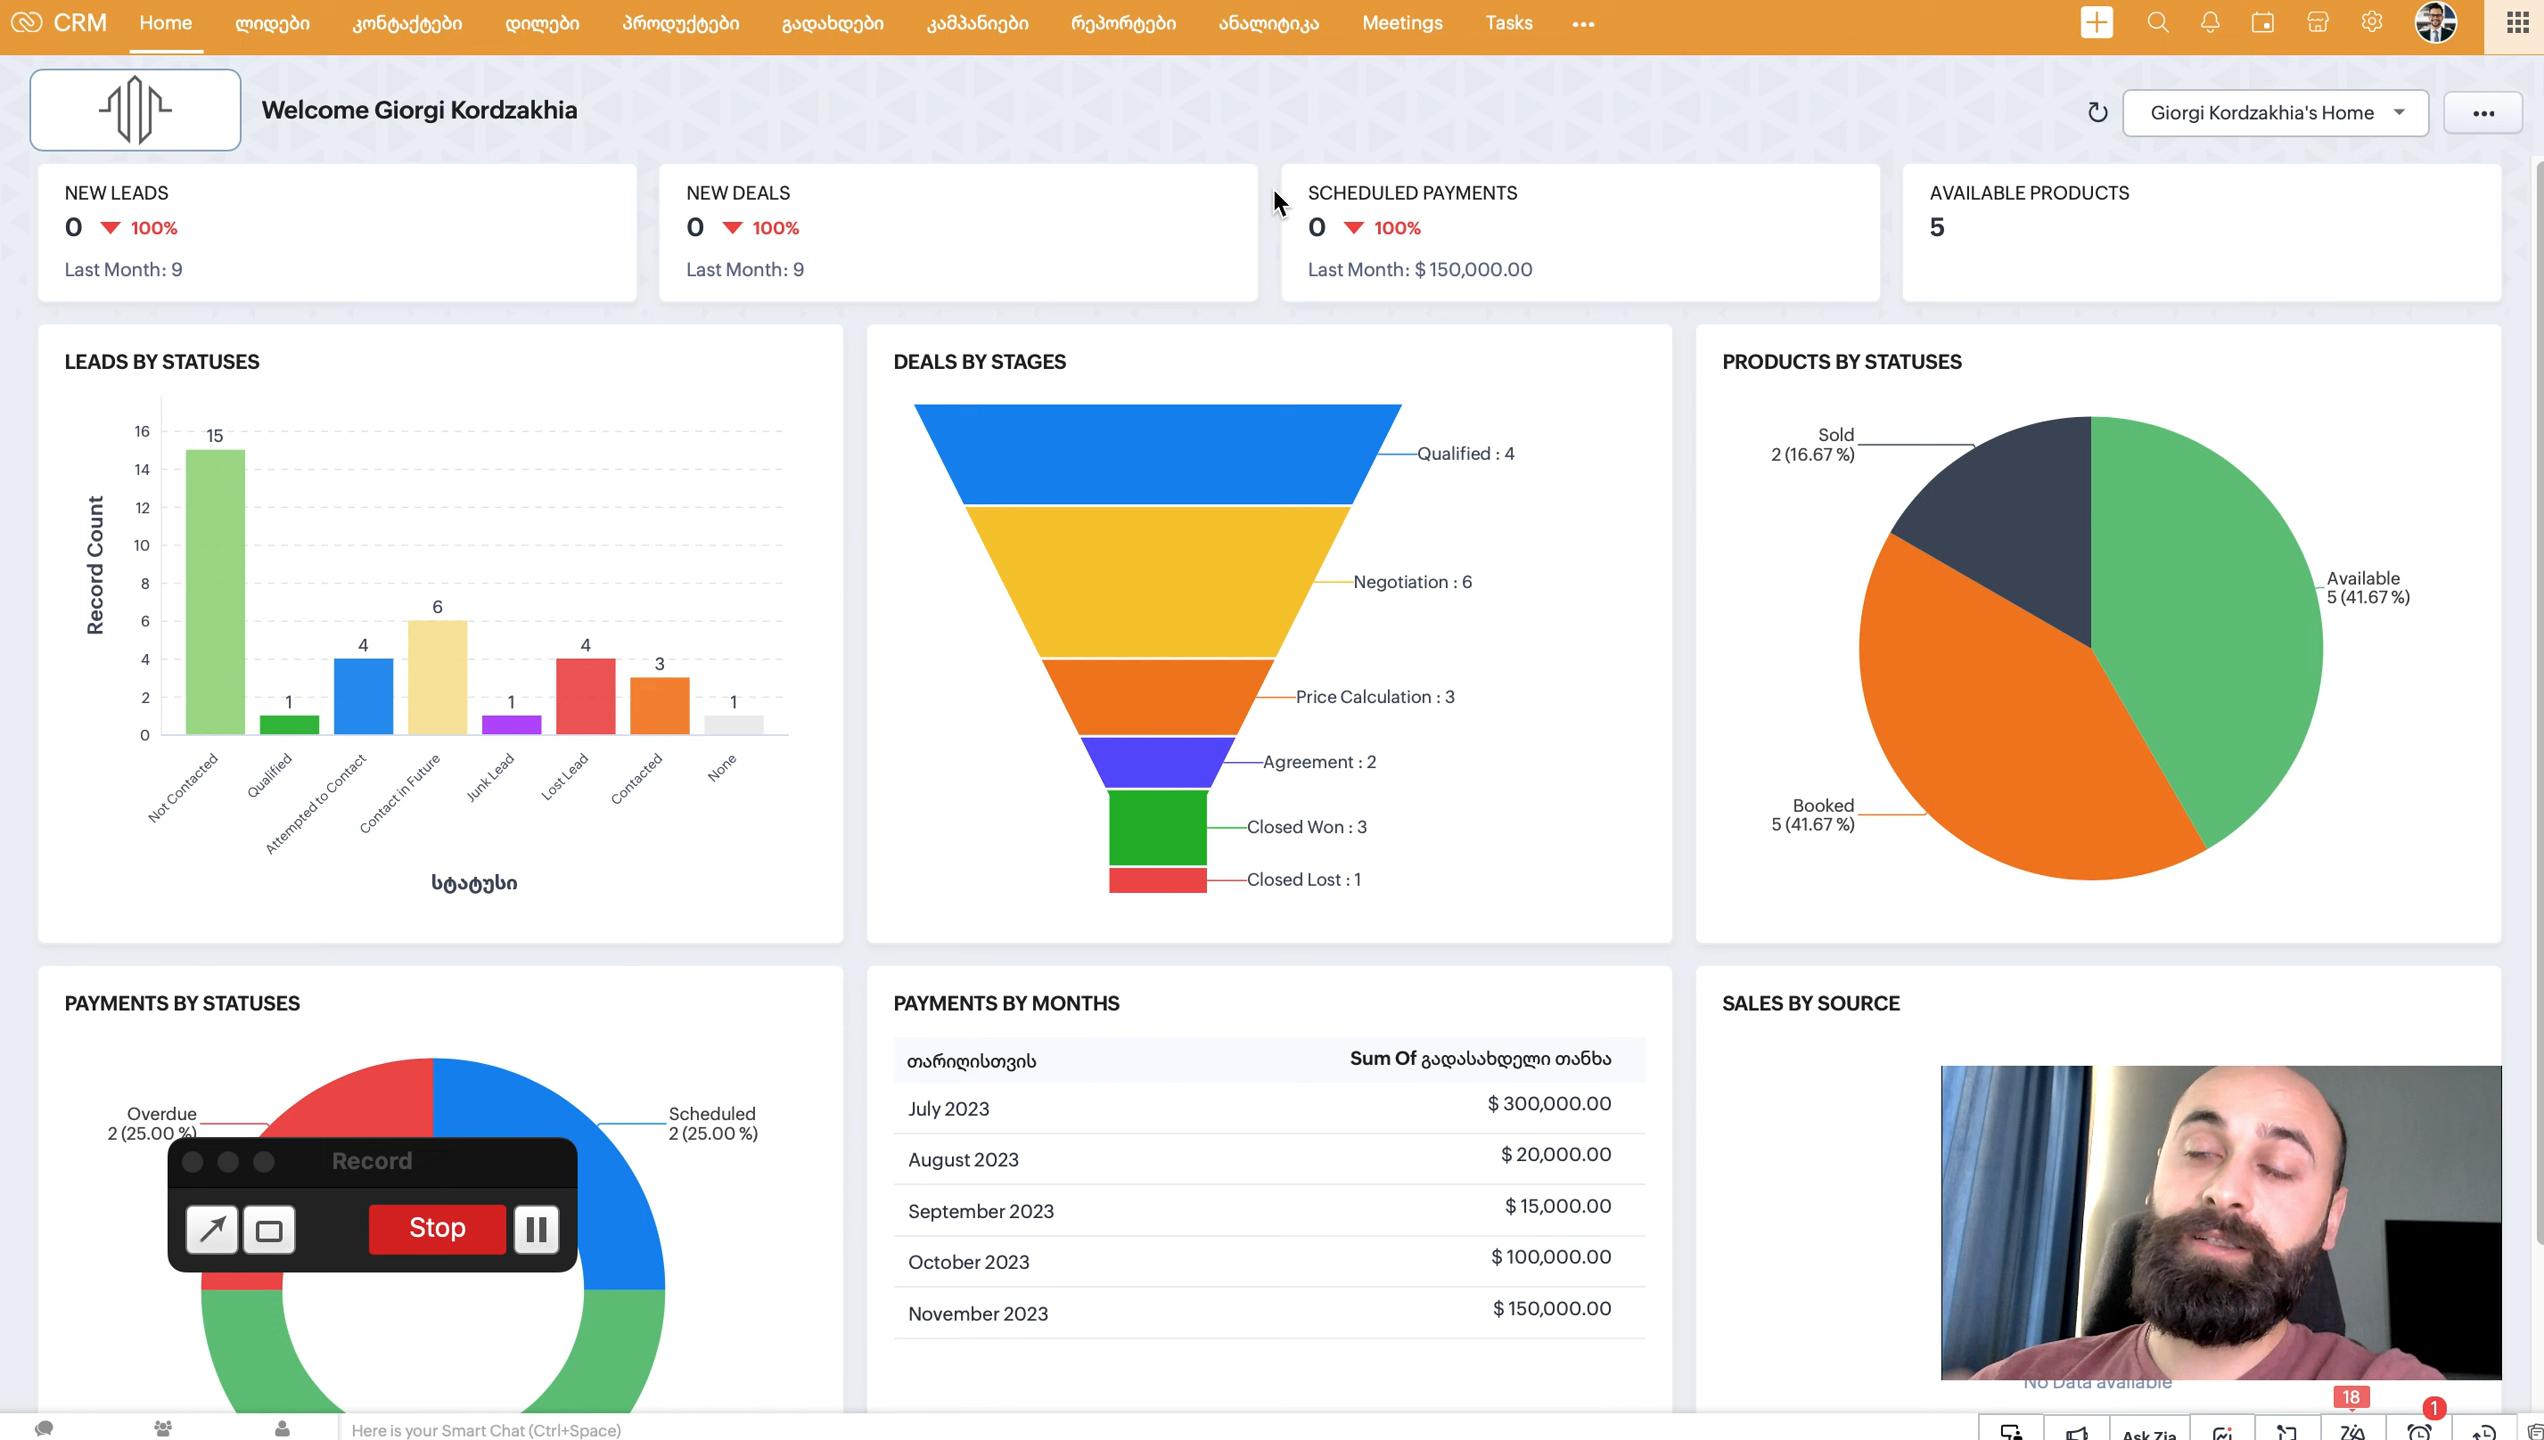 CRM Home ლიდები კონტაქტები დილები პროდუქტები გადახდები კამპანიები რეპორტები ანალიტიკა Meetings Tasks •••
Welcome Giorgi Kordzakhia
Giorgi Kordzakhia's Home
NEW LEADS
0 100%
Last Month: 9
NEW DEALS
0 100%
Last Month: 9
SCHEDULED PAYMENTS
0 100%
Last Month: $ 150,000.00
AVAILABLE PRODUCTS
5
LEADS BY STATUSES
Record Count
16
14
12
10
8
6
4
2
0
15
1
4
6
1
4
3
1
Not Contacted
Qualified
Attempted to Contact
Contact in Future
Junk Lead
Lost Lead
Contacted
None
სტატუსი
DEALS BY STAGES
Qualified : 4
Negotiation : 6
Price Calculation : 3
Agreement : 2
Closed Won : 3
Closed Lost : 1
PRODUCTS BY STATUSES
Sold
2 (16.67 %)
Available
5 (41.67 %)
Booked
5 (41.67 %)
PAYMENTS BY STATUSES
Overdue
2 (25.00 %)
Scheduled
2 (25.00 %)
Record
Stop
PAYMENTS BY MONTHS
თარიღისთვის Sum Of გადასახდელი თანხა
July 2023 $ 300,000.00
August 2023 $ 20,000.00
September 2023 $ 15,000.00
October 2023 $ 100,000.00
November 2023 $ 150,000.00
SALES BY SOURCE
No Data available
18
1
Here is your Smart Chat (Ctrl+Space)
Ask Zia